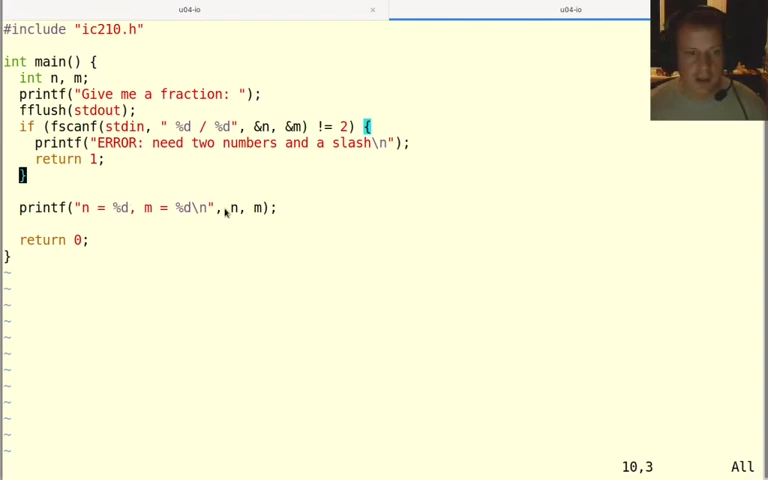 u04-io × u04-io
#include "ic210.h"
int main() {
  int n, m;
  printf("Give me a fraction: ");
  fflush(stdout);
  if (fscanf(stdin, " %d / %d", &n, &m) != 2) {
    printf("ERROR: need two numbers and a slash\n");
    return 1;
  }
  printf("n = %d, m = %d\n", n, m);
  return 0;
}
~
~
~
~
~
~
~
~
~
~
~
~
10,3 All